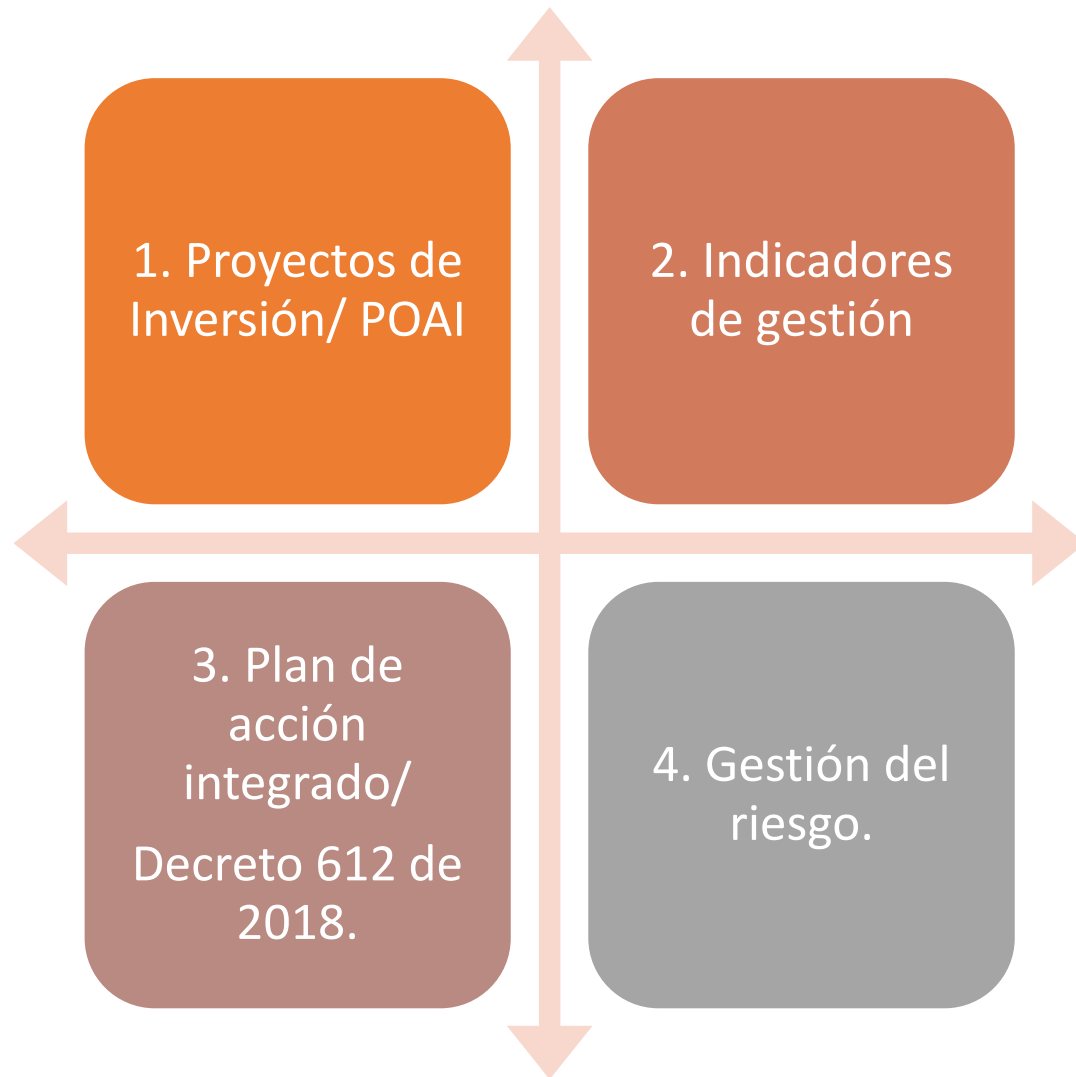 1. Proyectos de
Inversión/ POAI
2. Indicadores
de gestión
3. Plan de
acción
integrado/
Decreto 612 de
2018.
4. Gestión del
riesgo.